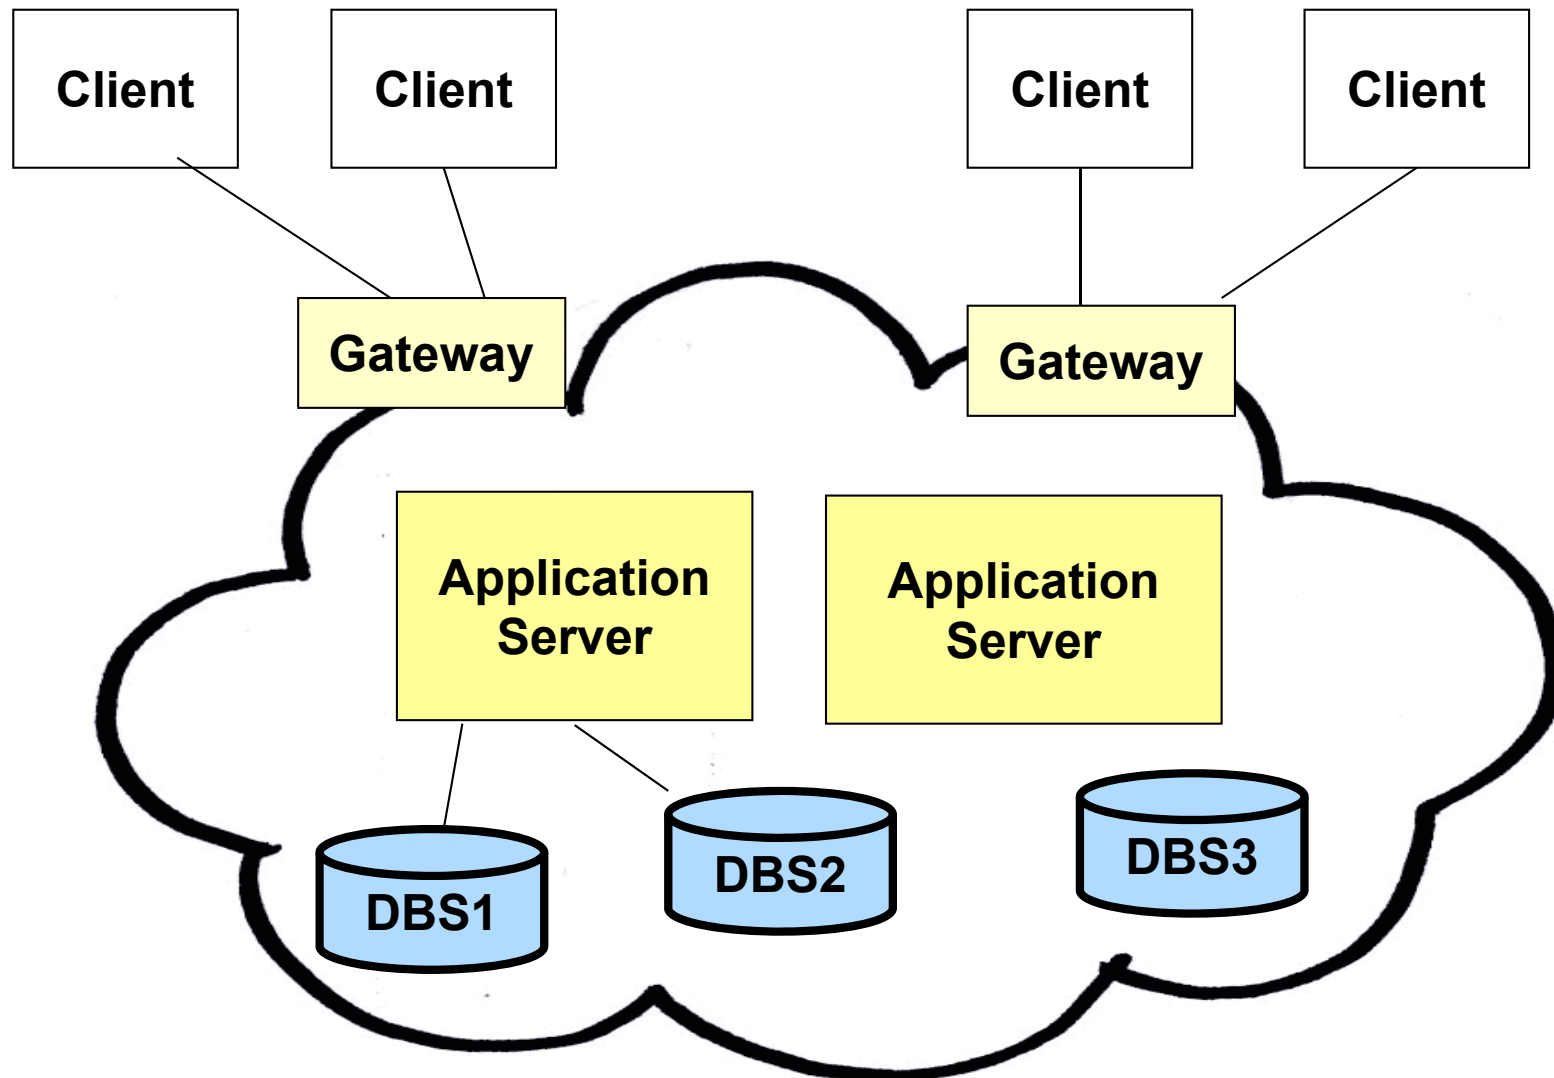 Client
Client
Client
Client
Gateway
Gateway
Application
Server
Application
Server
DBS1
DBS2
DBS3